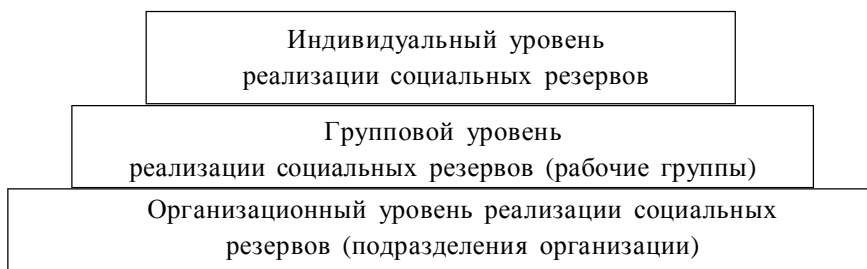 Индивидуальный уровень
реализации социальных резервов
Групповой уровень
реализации социальных резервов (рабочие группы)
Организационный уровень реализации социальных
резервов (подразделения организации)